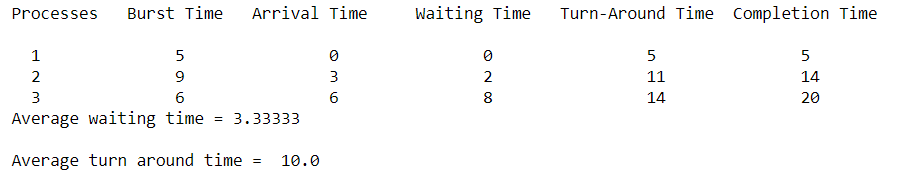 Processes Burst Time Arrival Time Waiting Time Turn-Around Time Completion Time
1 5 0 0 5 5
2 9 3 2 11 14
3 6 6 8 14 20
Average waiting time = 3.33333
Average turn around time = 10.0